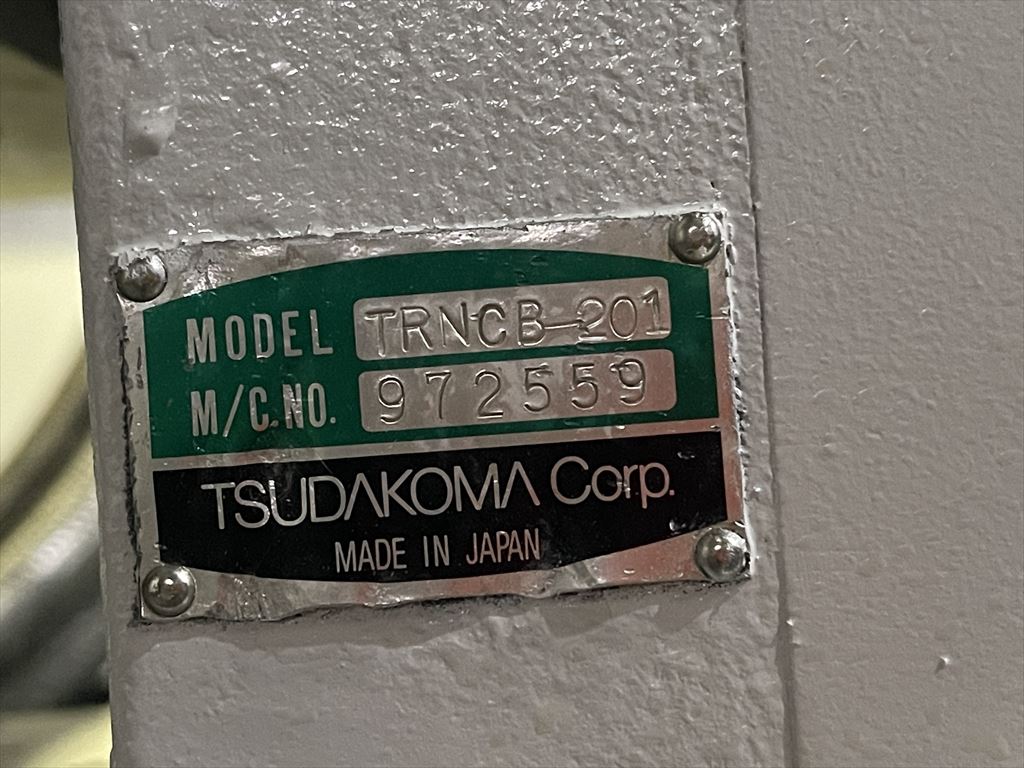 MODEL TRNCB-201
M/C.NO. 972559
TSUDAKOMA Corp.
MADE IN JAPAN